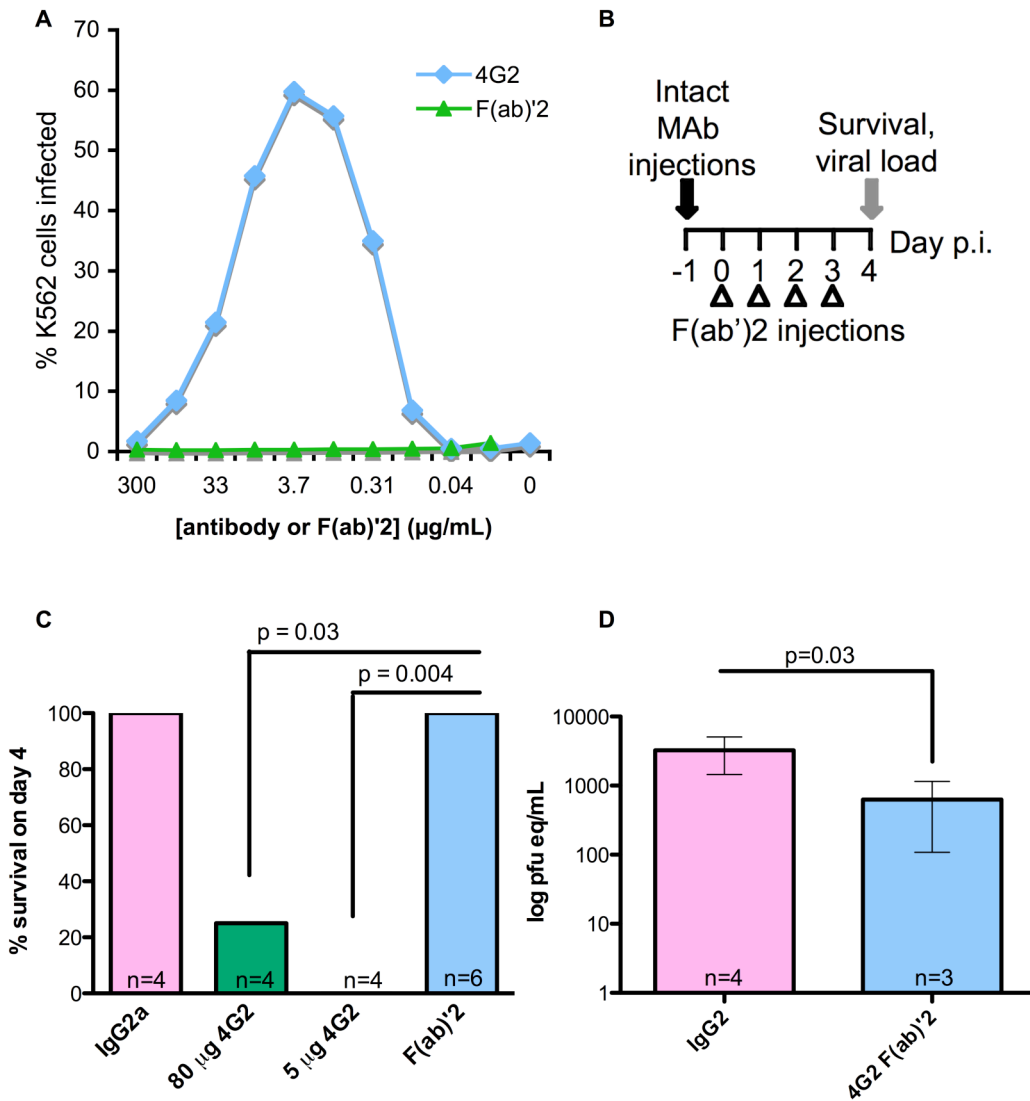 A
70
60
50
40
30
20
10
0
% K562 cells infected
4G2
F(ab)'2
300 33 3.7 0.31 0.04 0
[antibody or F(ab)'2] (µg/mL)
B
Intact
MAb
injections
Survival,
viral load
Day p.i.
-1 0 1 2 3 4
F(ab')2 injections
C
p = 0.03
p = 0.004
100
80
60
40
20
0
% survival on day 4
n=4 n=4 n=4 n=6
IgG2a
80 µg 4G2
5 µg 4G2
F(ab)'2
D
p=0.03
10000
1000
100
10
1
log pfu eq/mL
n=4 n=3
IgG2
4G2 F(ab)'2